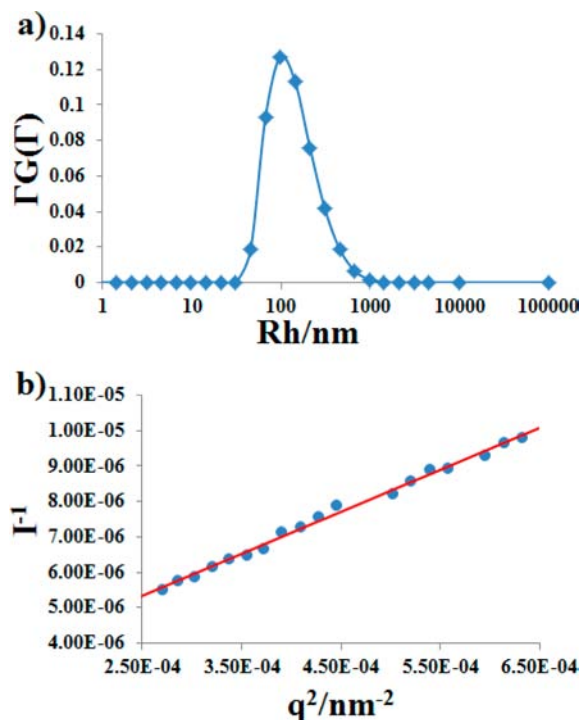 a)
0.14
0.12
0.1
0.08
0.06
0.04
0.02
0
ΓG(Γ)
1 10 100 1000 10000 100000
Rh/nm
b)
1.10E-05
1.00E-05
9.00E-06
8.00E-06
7.00E-06
6.00E-06
5.00E-06
4.00E-06
I⁻¹
2.50E-04 3.50E-04 4.50E-04 5.50E-04 6.50E-04
q²/nm⁻²